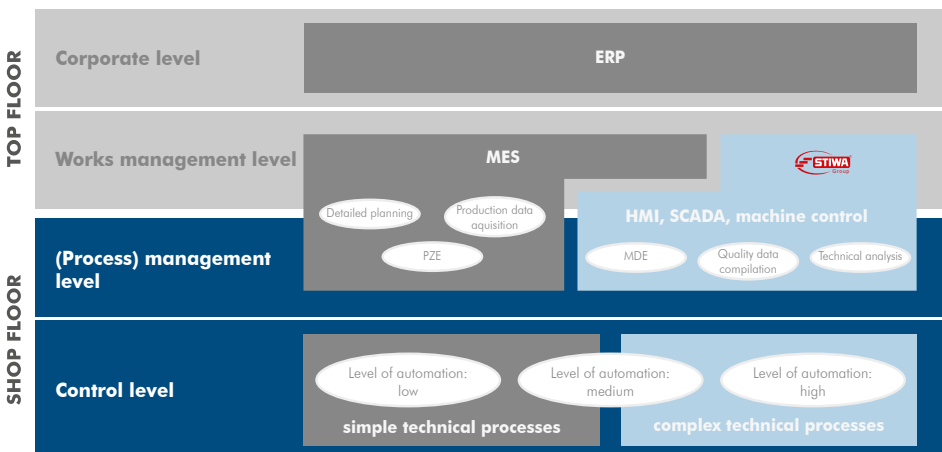 TOP FLOOR
Corporate level
ERP
Works management level
MES
STIWA
Group
Detailed planning
Production data
aquisition
PZE
HMI, SCADA, machine control
MDE
Quality data
compilation
Technical analysis
SHOP FLOOR
(Process) management
level
Control level
Level of automation:
low
Level of automation:
medium
Level of automation:
high
simple technical processes
complex technical processes